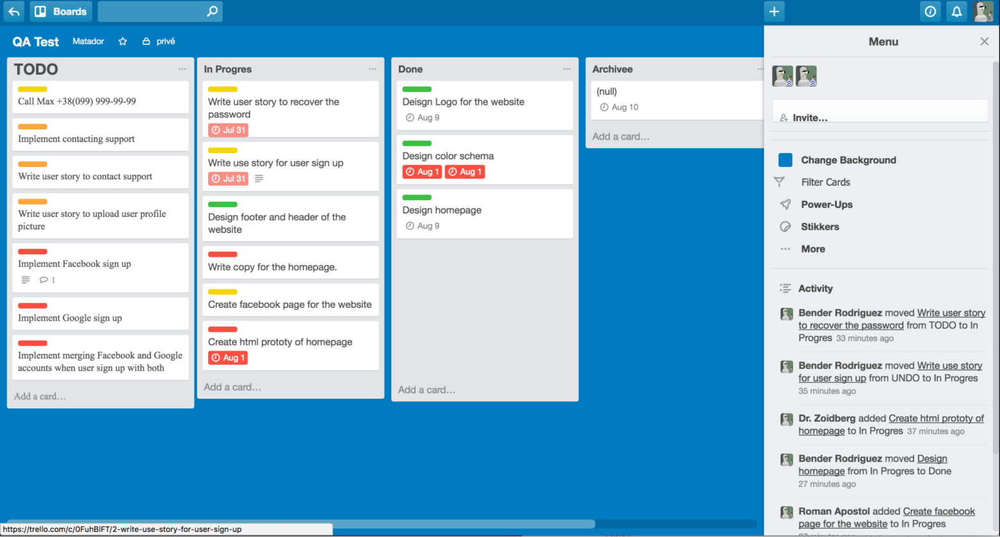 Boards
QA Test Matador privé
TODO
Call Max +38(099) 999-99-99
Implement contacting support
Write user story to contact support
Write user story to upload user profile
picture
Implement Facebook sign up
1
Implement Google sign up
Implement merging Facebook and Google
accounts when user sign up with both
Add a card…
In Progres
Write user story to recover the
password
Jul 31
Write use story for user sign up
Jul 31
Design footer and header of the
website
Write copy for the homepage.
Create facebook page for the website
Create html prototy of homepage
Aug 1
Add a card…
Done
Deisgn Logo for the website
Aug 9
Design color schema
Aug 1 Aug 1
Design homepage
Aug 9
Add a card…
Archivee
(null)
Aug 10
Add a card…
Menu
Invite…
Change Background
Filter Cards
Power-Ups
Stikkers
More
Activity
Bender Rodriguez moved Write user story
to recover the password from TODO to In
Progres 33 minutes ago
Bender Rodriguez moved Write use story
for user sign up from UNDO to In Progres
35 minutes ago
Dr. Zoidberg added Create html prototy of
homepage to In Progres 37 minutes ago
Bender Rodriguez moved Design
homepage from In Progres to Done
27 minutes ago
Roman Apostol added Create facebook
page for the website to In Progres
https://trello.com/c/0FuhBlFT/2-write-use-story-for-user-sign-up